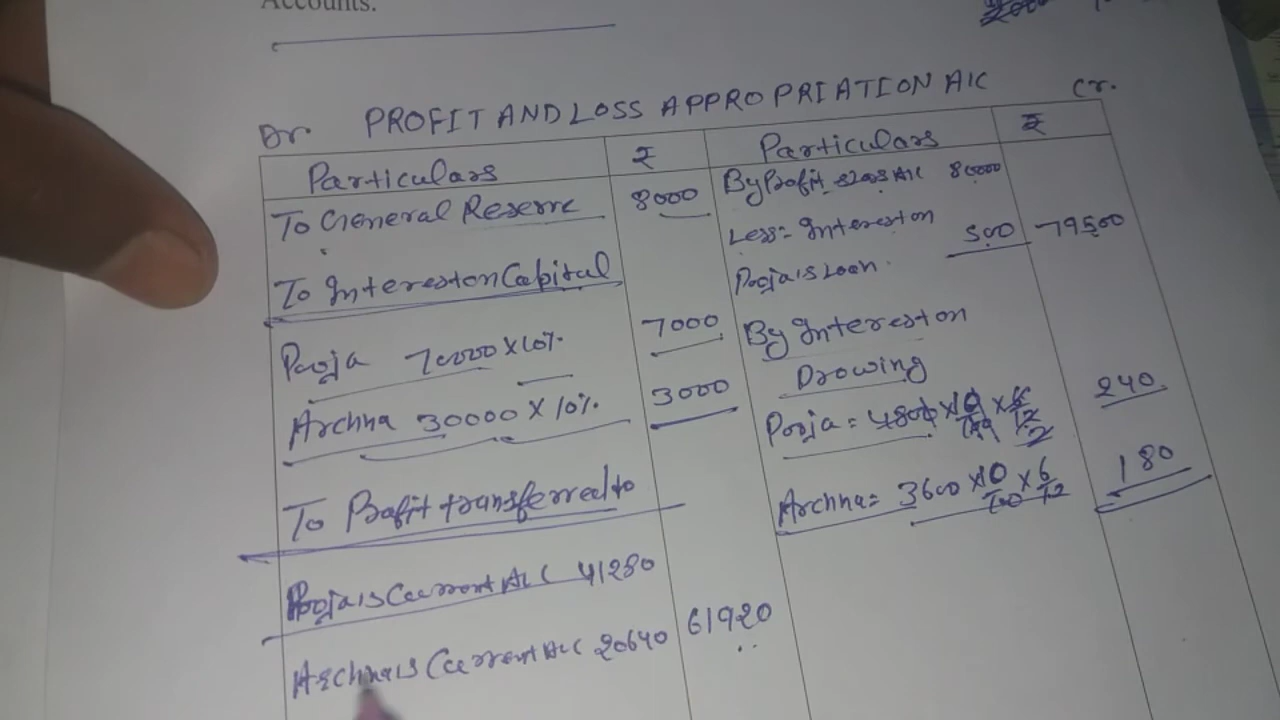 Accounts.
PROFIT AND LOSS APPROPRIATION A/C
Dr. Cr.
Particulars ₹ Particulars ₹
To General Reserve 8000
To Interest on Capital
Pooja 70000 X 10% 7000
Archna 30000 X 10% 3000
To Profit transferred to
Pooja's Current A/C 41280
Archna's Current A/C 20640 61920
By Profit & Loss A/C 80000
Less:- Interest on 500 79500
Pooja's Loan
By Interest on
Drowing
Pooja = 4800 X 10/100 X 6/12 240
Archna = 3600 X 10/100 X 6/12 180